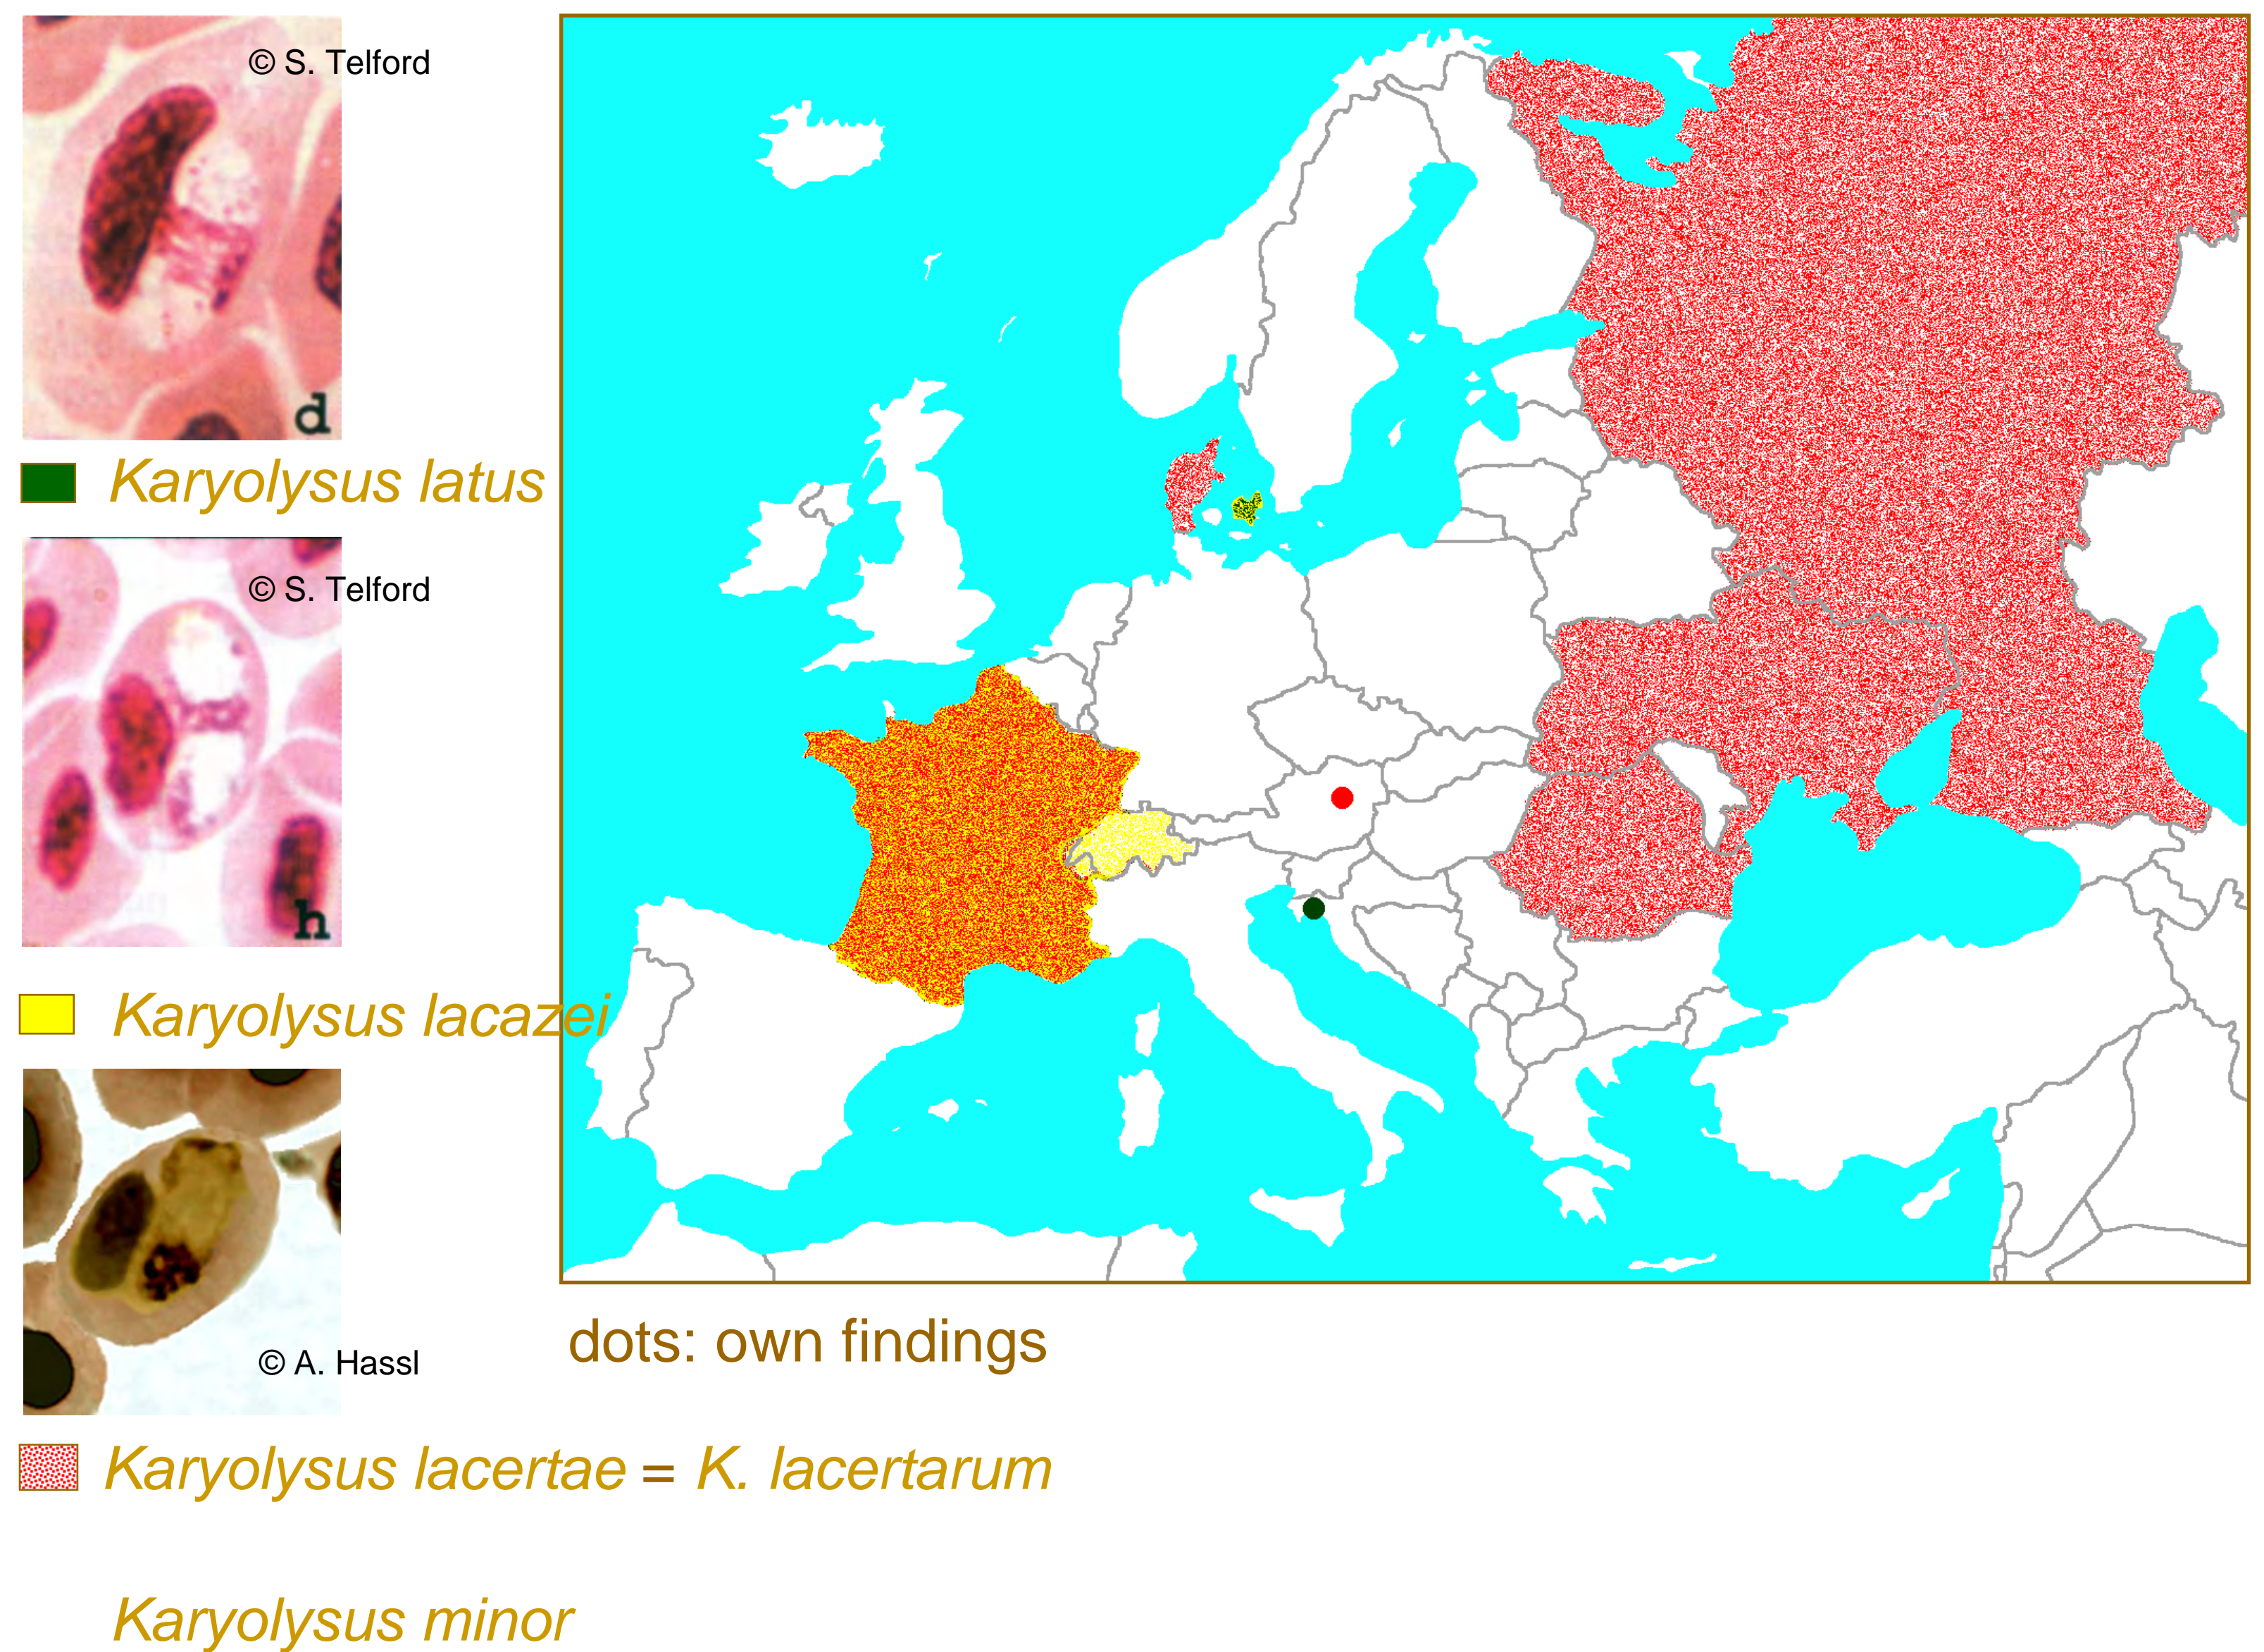 © S. Telford
d
Karyolysus latus
© S. Telford
h
Karyolysus lacazei
© A. Hassl
dots: own findings
Karyolysus lacertae = K. lacertarum
Karyolysus minor